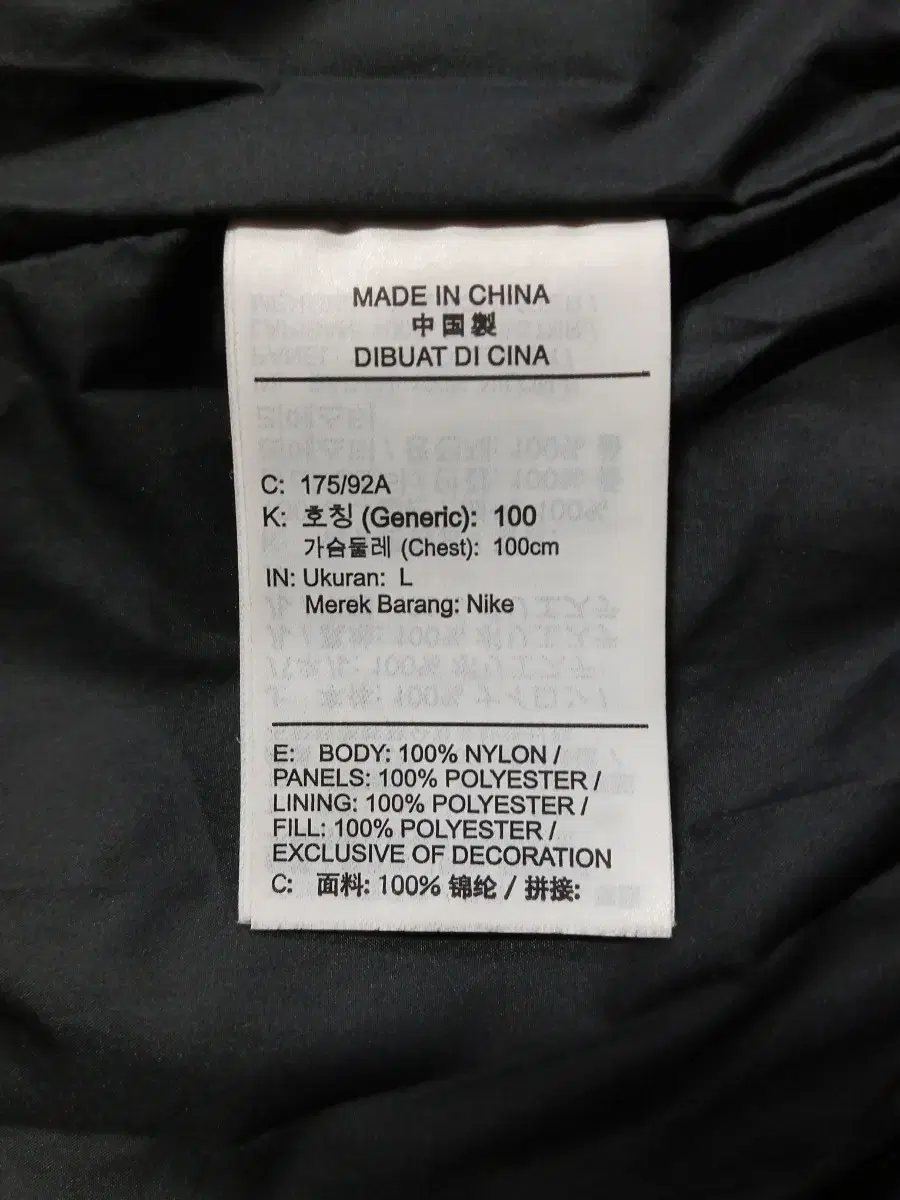 MADE IN CHINA
中国製
DIBUAT DI CINA
C: 175/92A
K: 호칭 (Generic): 100
가슴둘레 (Chest): 100cm
IN: Ukuran: L
Merek Barang: Nike
E: BODY: 100% NYLON /
PANELS: 100% POLYESTER /
LINING: 100% POLYESTER /
FILL: 100% POLYESTER /
EXCLUSIVE OF DECORATION
C: 面料: 100% 锦纶 / 拼接: